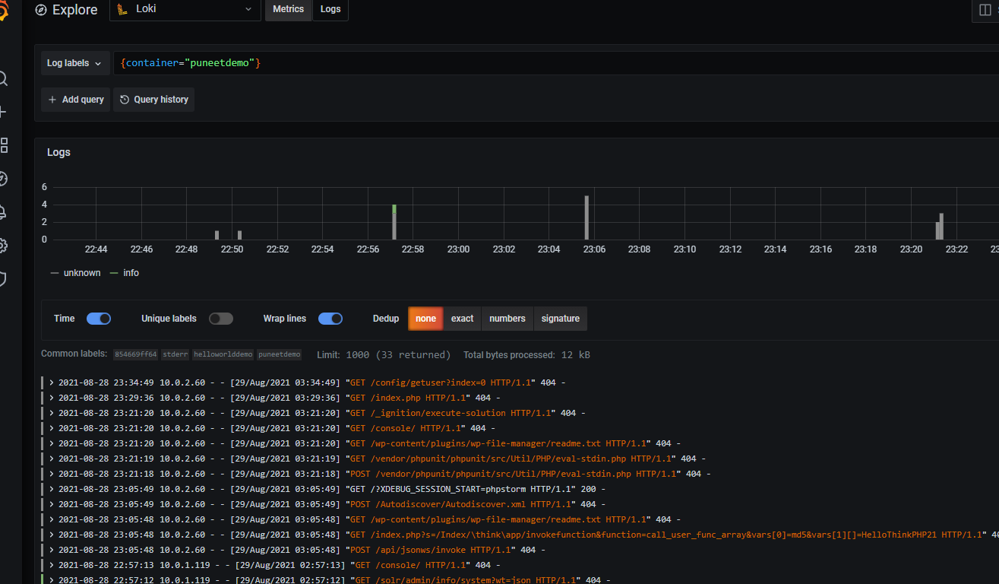 Explore Loki Metrics Logs
Log labels {container="puneetdemo"}
+ Add query Query history
Logs
6
4
2
0
22:44 22:46 22:48 22:50 22:52 22:54 22:56 22:58 23:00 23:02 23:04 23:06 23:08 23:10 23:12 23:14 23:16 23:18 23:20 23:22 23
unknown info
Time Unique labels Wrap lines Dedup none exact numbers signature
Common labels: 854669ff64 stderr helloworlddemo puneetdemo Limit: 1000 (33 returned) Total bytes processed: 12 kB
> 2021-08-28 23:34:49 10.0.2.60 - - [29/Aug/2021 03:34:49] "GET /config/getuser?index=0 HTTP/1.1" 404 -
> 2021-08-28 23:29:36 10.0.2.60 - - [29/Aug/2021 03:29:36] "GET /index.php HTTP/1.1" 404 -
> 2021-08-28 23:21:20 10.0.2.60 - - [29/Aug/2021 03:21:20] "GET /_ignition/execute-solution HTTP/1.1" 404 -
> 2021-08-28 23:21:20 10.0.2.60 - - [29/Aug/2021 03:21:20] "GET /console/ HTTP/1.1" 404 -
> 2021-08-28 23:21:20 10.0.2.60 - - [29/Aug/2021 03:21:20] "GET /wp-content/plugins/wp-file-manager/readme.txt HTTP/1.1" 404 -
> 2021-08-28 23:21:19 10.0.2.60 - - [29/Aug/2021 03:21:19] "GET /vendor/phpunit/phpunit/src/Util/PHP/eval-stdin.php HTTP/1.1" 404 -
> 2021-08-28 23:21:18 10.0.2.60 - - [29/Aug/2021 03:21:18] "POST /vendor/phpunit/phpunit/src/Util/PHP/eval-stdin.php HTTP/1.1" 404 -
> 2021-08-28 23:05:49 10.0.2.60 - - [29/Aug/2021 03:05:49] "GET /?XDEBUG_SESSION_START=phpstorm HTTP/1.1" 200 -
> 2021-08-28 23:05:49 10.0.2.60 - - [29/Aug/2021 03:05:49] "POST /Autodiscover/Autodiscover.xml HTTP/1.1" 404 -
> 2021-08-28 23:05:48 10.0.2.60 - - [29/Aug/2021 03:05:48] "GET /wp-content/plugins/wp-file-manager/readme.txt HTTP/1.1" 404 -
> 2021-08-28 23:05:48 10.0.2.60 - - [29/Aug/2021 03:05:48] "GET /index.php?s=/Index/\think\app/invokefunction&function=call_user_func_array&vars[0]=md5&vars[1][]=HelloThinkPHP21 HTTP/1.1" 40
> 2021-08-28 23:05:48 10.0.2.60 - - [29/Aug/2021 03:05:48] "POST /api/jsonws/invoke HTTP/1.1" 404 -
> 2021-08-28 22:57:13 10.0.1.119 - - [29/Aug/2021 02:57:13] "GET /console/ HTTP/1.1" 404 -
> 2021-08-28 22:57:12 10.0.1.119 - - [29/Aug/2021 02:57:12] "GET /solr/admin/info/system?wt=json HTTP/1.1" 404 -